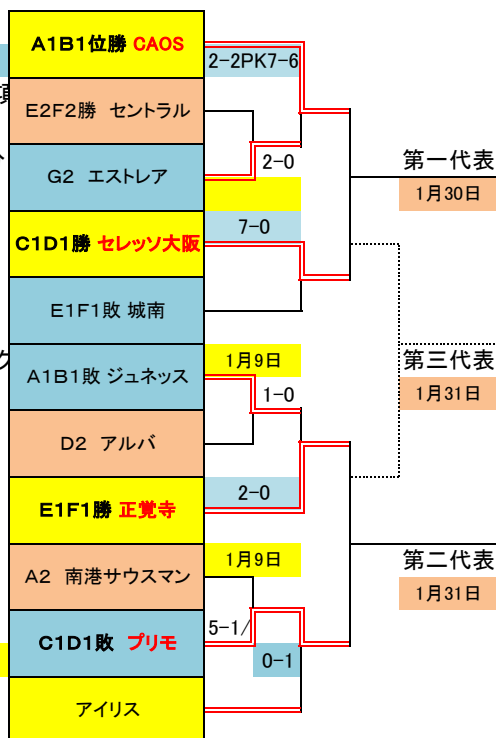 A1B1位勝 CAOS
2-2PK7-6
E2F2勝 セントラル
2-0
G2 エストレア
第一代表
1月30日
C1D1勝 セレッソ大阪
7-0
E1F1敗 城南
A1B1敗 ジュネッス
1月9日
1-0
第三代表
1月31日
D2 アルバ
E1F1勝 正覚寺
2-0
A2 南港サウスマン
1月9日
第二代表
1月31日
C1D1敗 プリモ
5-1/
0-1
アイリス